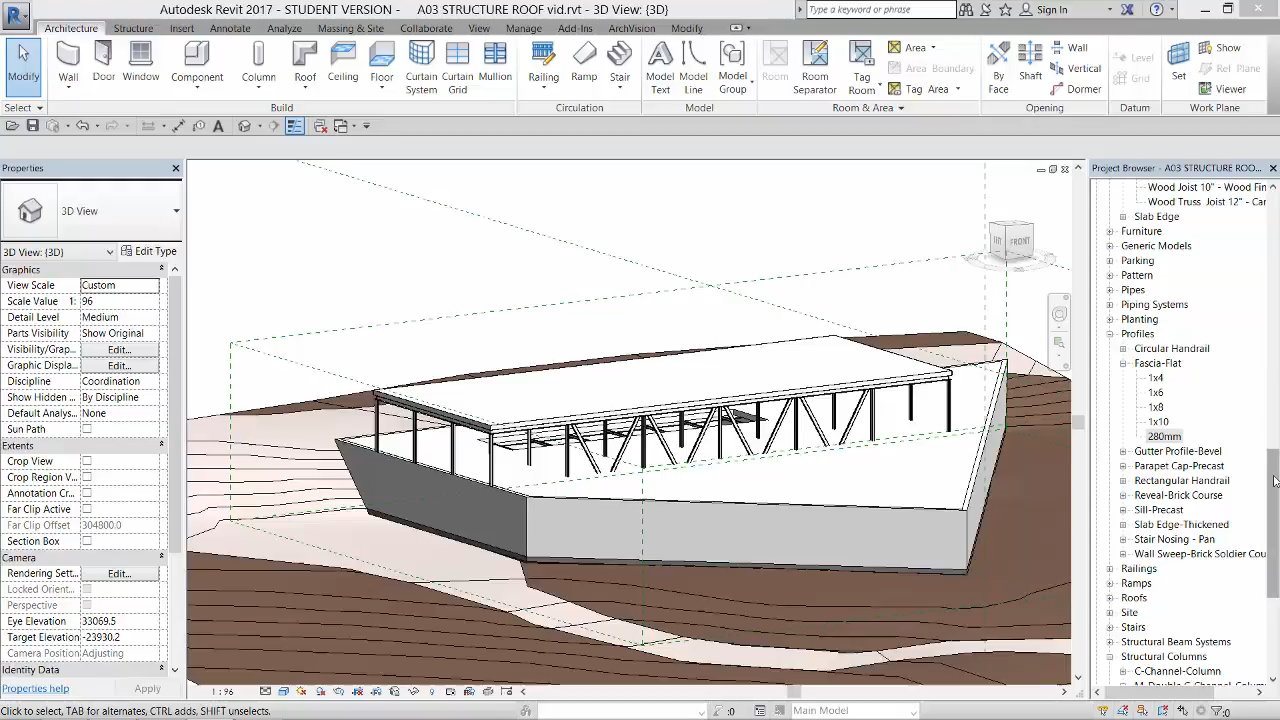 Autodesk Revit 2017 - STUDENT VERSION - A03 STRUCTURE ROOF vid.rvt - 3D View: {3D}
Type a keyword or phrase
Sign In
Architecture Structure Insert Annotate Analyze Massing & Site Collaborate View Manage Add-Ins ArchVision Modify
Modify Wall Door Window Component Column Roof Ceiling Floor Curtain System Curtain Grid Mullion Railing Ramp Stair Model Text Model Line Model Group Room Room Separator Tag Room
Area
Area Boundary
Tag Area
By Face Shaft
Wall
Vertical
Dormer
Level
Grid
Set
Show
Ref Plane
Viewer
Select Build Circulation Model Room & Area Opening Datum Work Plane
Properties
3D View
3D View: {3D} Edit Type
Graphics
View Scale Custom
Scale Value 1: 96
Detail Level Medium
Parts Visibility Show Original
Visibility/Grap... Edit...
Graphic Displa... Edit...
Discipline Coordination
Show Hidden ... By Discipline
Default Analys... None
Sun Path
Extents
Crop View
Crop Region V...
Annotation Cr...
Far Clip Active
Far Clip Offset 304800.0
Section Box
Camera
Rendering Sett... Edit...
Locked Orient...
Perspective
Eye Elevation 33069.5
Target Elevation -23930.2
Camera Position Adjusting
Identity Data
Properties help Apply
FRONT
Project Browser - A03 STRUCTURE ROO...
Wood Joist 10" - Wood Fin
Wood Truss Joist 12" - Car
Slab Edge
Furniture
Generic Models
Parking
Pattern
Pipes
Piping Systems
Planting
Profiles
Circular Handrail
Fascia-Flat
1x4
1x6
1x8
1x10
280mm
Gutter Profile-Bevel
Parapet Cap-Precast
Rectangular Handrail
Reveal-Brick Course
Sill-Precast
Slab Edge-Thickened
Stair Nosing - Pan
Wall Sweep-Brick Soldier Cou
Railings
Ramps
Roofs
Site
Stairs
Structural Beam Systems
Structural Columns
C-Channel-Column
1 : 96
Click to select, TAB for alternates, CTRL adds, SHIFT unselects.
:0
Main Model
:0